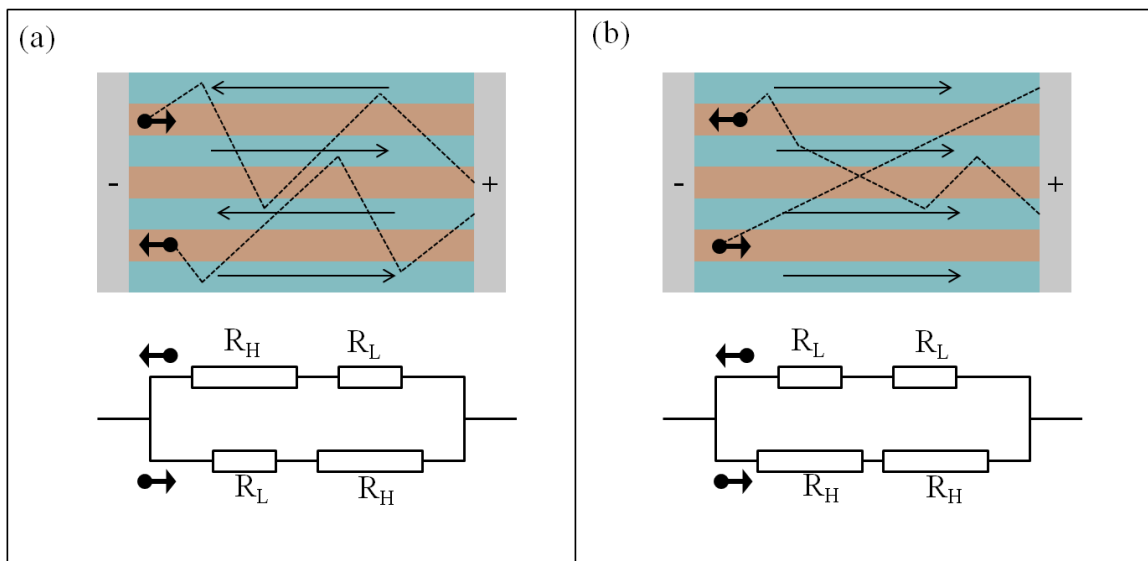 (a)
- +
R_H R_L
R_L R_H
(b)
- +
R_L R_L
R_H R_H